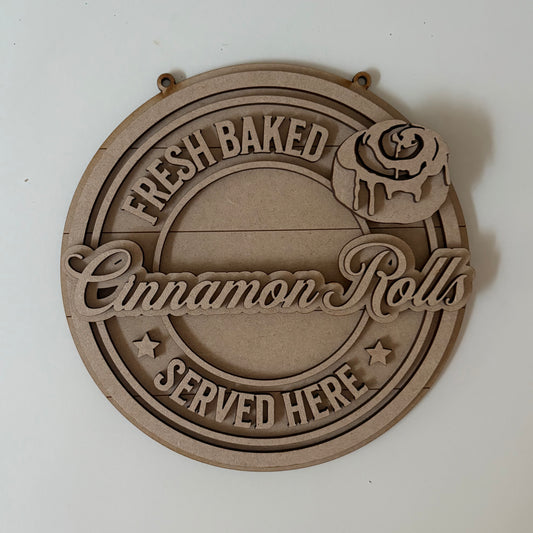 FRESH BAKED
Cinnamon Rolls
SERVED HERE